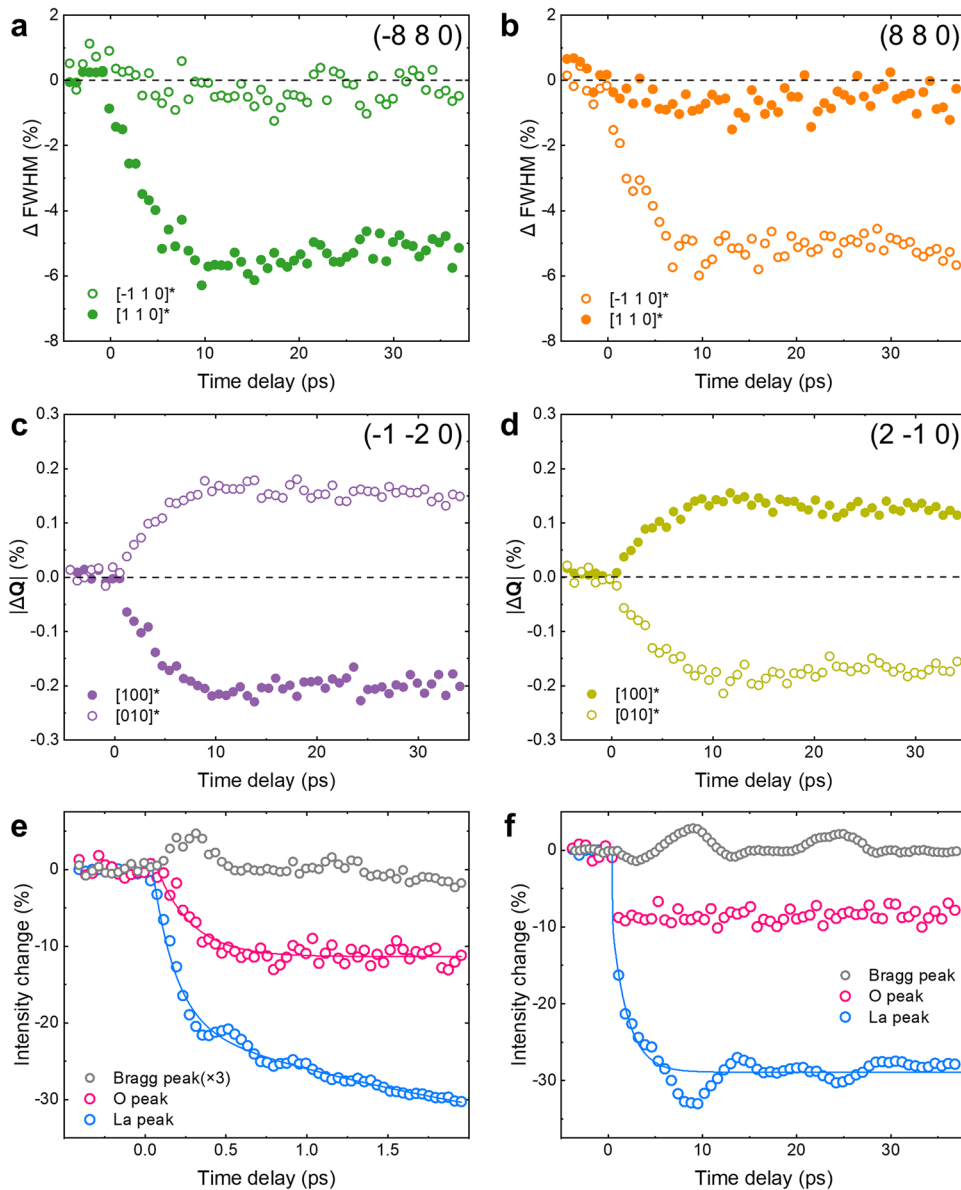 a
(-8 8 0)
Δ FWHM (%)
2
0
-2
-4
-6
-8
[-1 1 0]*
[1 1 0]*
0
10
20
30
Time delay (ps)
b
(8 8 0)
Δ FWHM (%)
2
0
-2
-4
-6
-8
[-1 1 0]*
[1 1 0]*
0
10
20
30
Time delay (ps)
c
(-1 -2 0)
|ΔQ| (%)
0.3
0.2
0.1
0.0
-0.1
-0.2
-0.3
[100]*
[010]*
0
10
20
30
Time delay (ps)
d
(2 -1 0)
|ΔQ| (%)
0.3
0.2
0.1
0.0
-0.1
-0.2
-0.3
[100]*
[010]*
0
10
20
30
Time delay (ps)
e
Intensity change (%)
0
-10
-20
-30
Bragg peak(×3)
O peak
La peak
0.0
0.5
1.0
1.5
Time delay (ps)
f
Intensity change (%)
0
-10
-20
-30
Bragg peak
O peak
La peak
0
10
20
30
Time delay (ps)